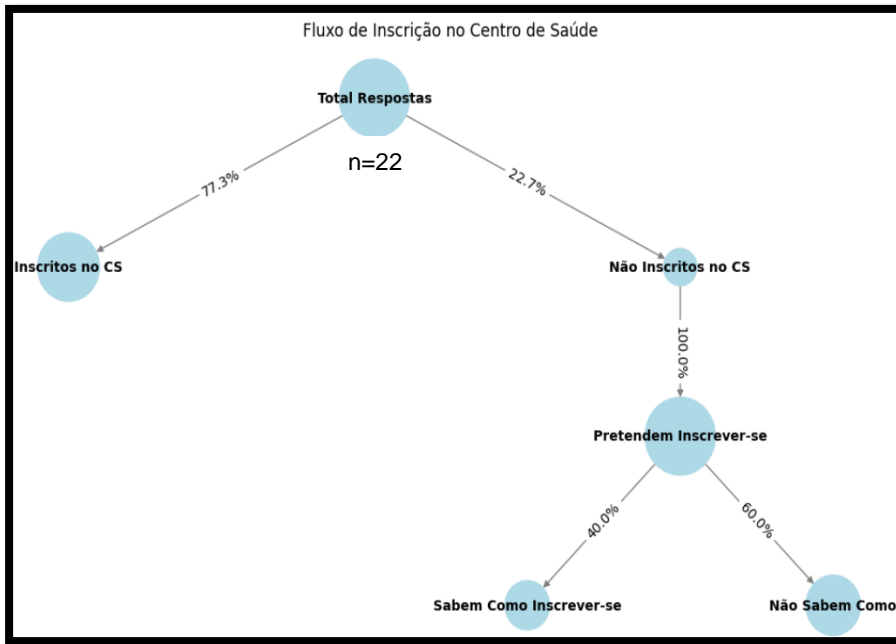 Fluxo de Inscrição no Centro de Saúde
Total Respostas
n=22
77.3%
22.7%
Inscritos no CS
Não Inscritos no CS
100.0%
Pretendem Inscrever-se
40.0%
60.0%
Sabem Como Inscrever-se
Não Sabem Como